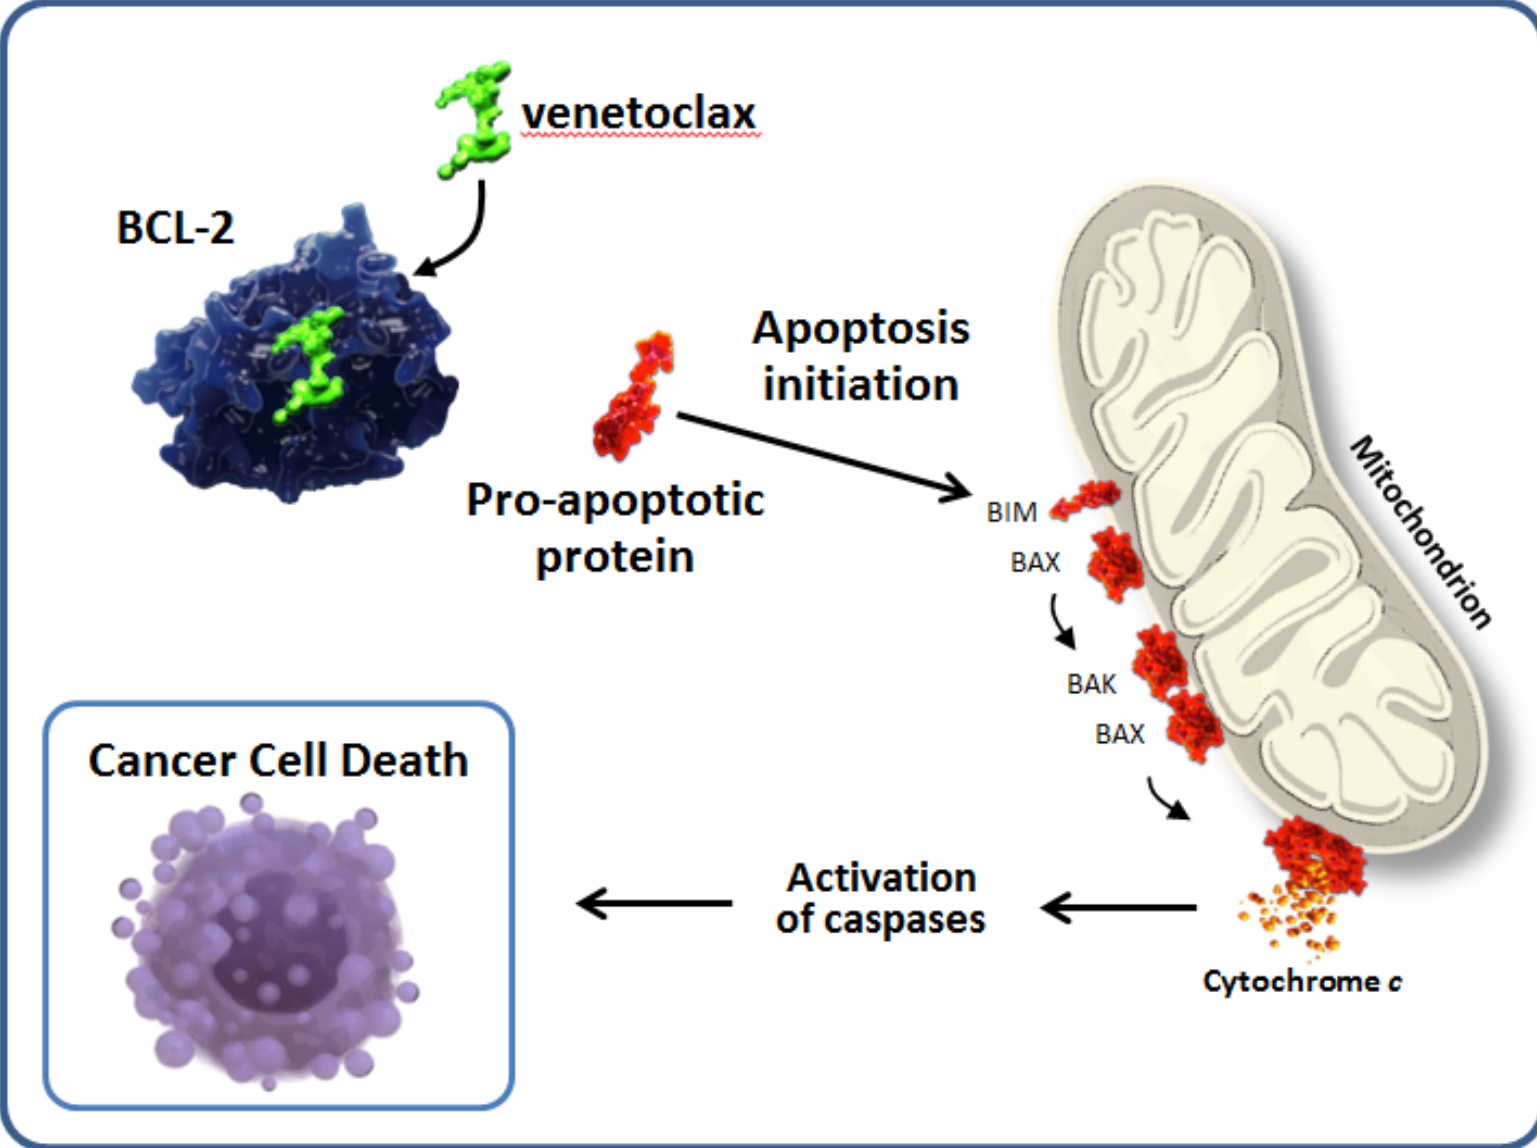 venetoclax
BCL-2
Apoptosis
initiation
Pro-apoptotic
protein
BIM
BAX
BAK
BAX
Mitochondrion
Cytochrome c
Activation
of caspases
Cancer Cell Death